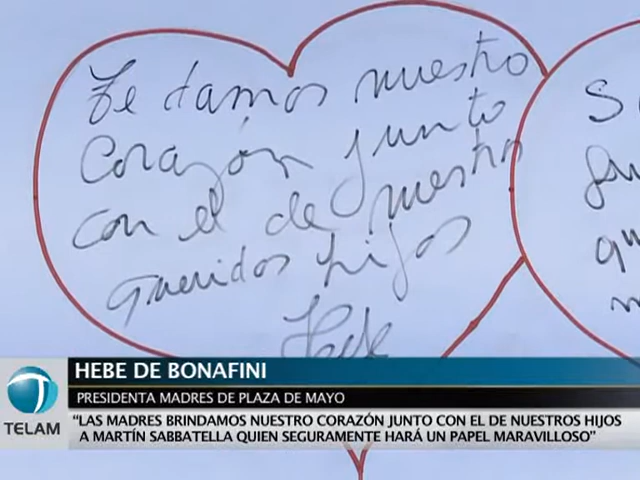 Te damos nuestro
corazón junto
con el de nuestros
queridos hijos
Hebe
S
qu
HEBE DE BONAFINI
PRESIDENTA MADRES DE PLAZA DE MAYO
TELAM
“LAS MADRES BRINDAMOS NUESTRO CORAZÓN JUNTO CON EL DE NUESTROS HIJOS
A MARTÍN SABBATELLA QUIEN SEGURAMENTE HARÁ UN PAPEL MARAVILLOSO”